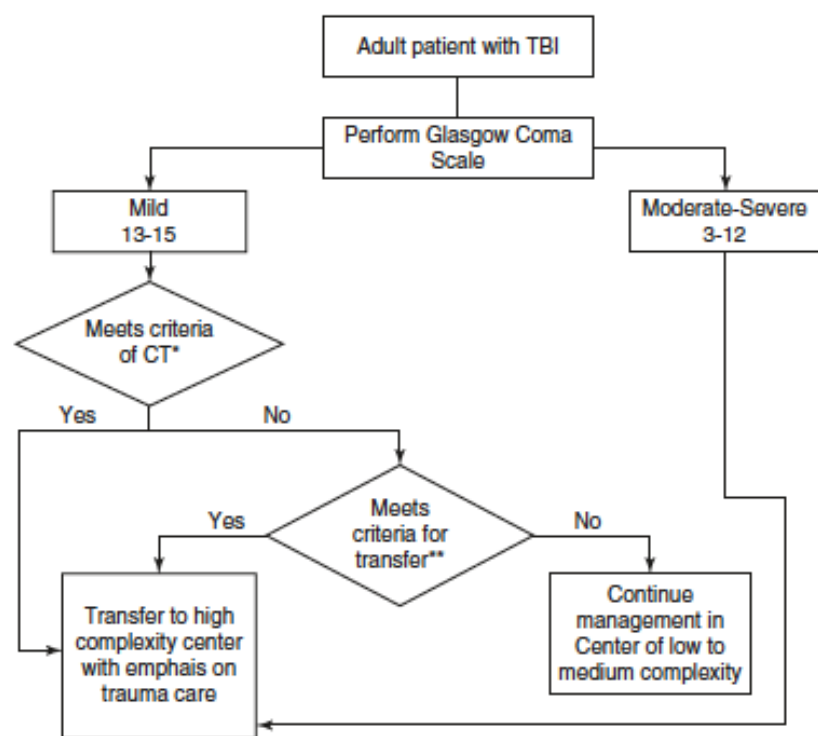 Adult patient with TBI
Perform Glasgow Coma
Scale
Mild
13-15
Moderate-Severe
3-12
Meets criteria
of CT*
Yes
No
Meets
criteria for
transfer**
Yes
No
Transfer to high
complexity center
with emphais on
trauma care
Continue
management in
Center of low to
medium complexity